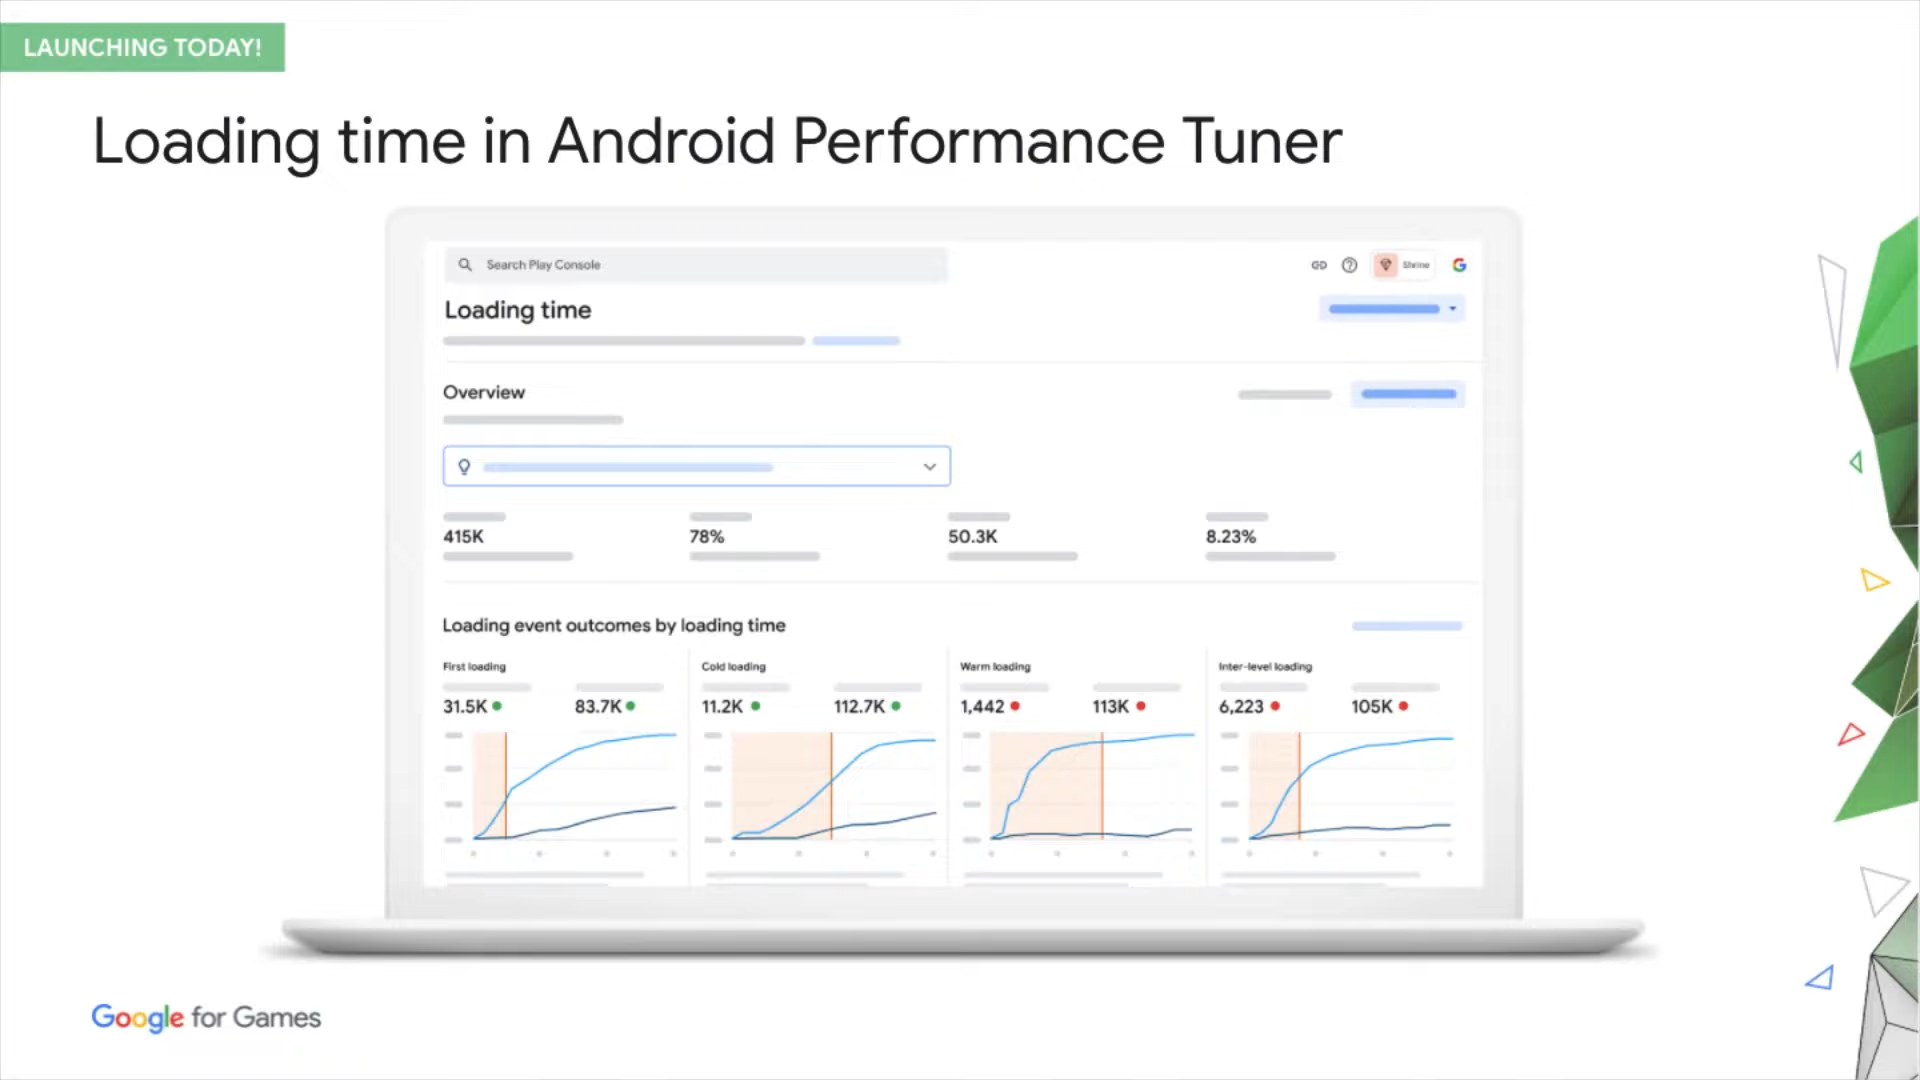 LAUNCHING TODAY!
Loading time in Android Performance Tuner
Search Play Console
Shrine
Loading time
Overview
415K 78% 50.3K 8.23%
Loading event outcomes by loading time
First loading Cold loading Warm loading Inter-level loading
31.5K 83.7K 11.2K 112.7K 1,442 113K 6,223 105K
Google for Games